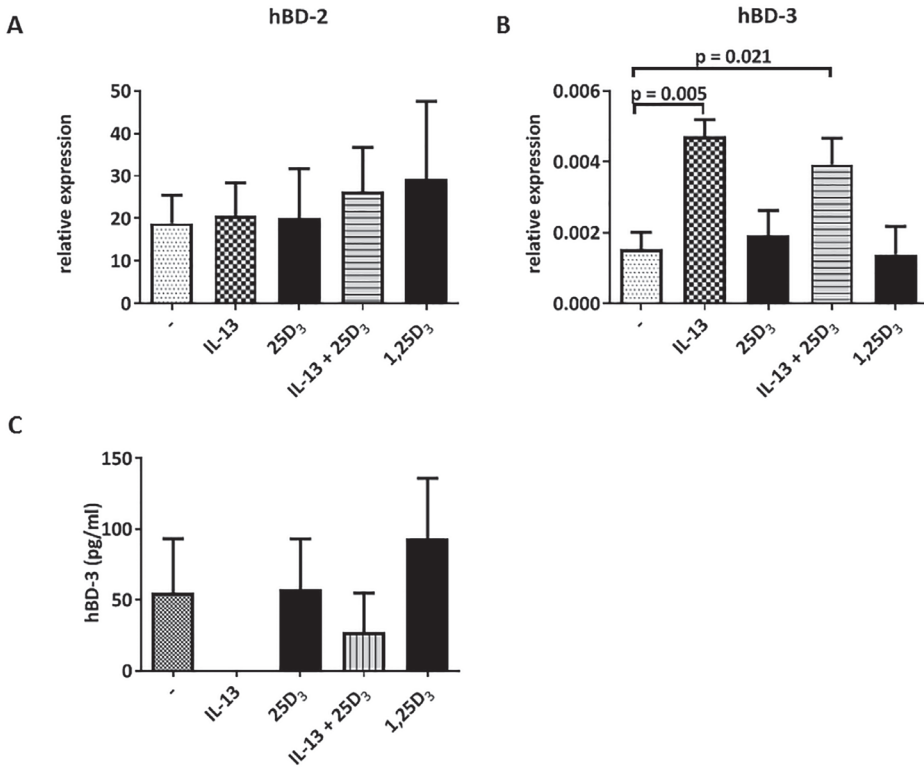 A
hBD-2
relative expression
50
40
30
20
10
0
-
IL-13
25D₃
IL-13 + 25D₃
1,25D₃
B
hBD-3
p = 0.021
p = 0.005
relative expression
0.006
0.004
0.002
0.000
-
IL-13
25D₃
IL-13 + 25D₃
1,25D₃
C
hBD-3 (pg/ml)
150
100
50
0
-
IL-13
25D₃
IL-13 + 25D₃
1,25D₃